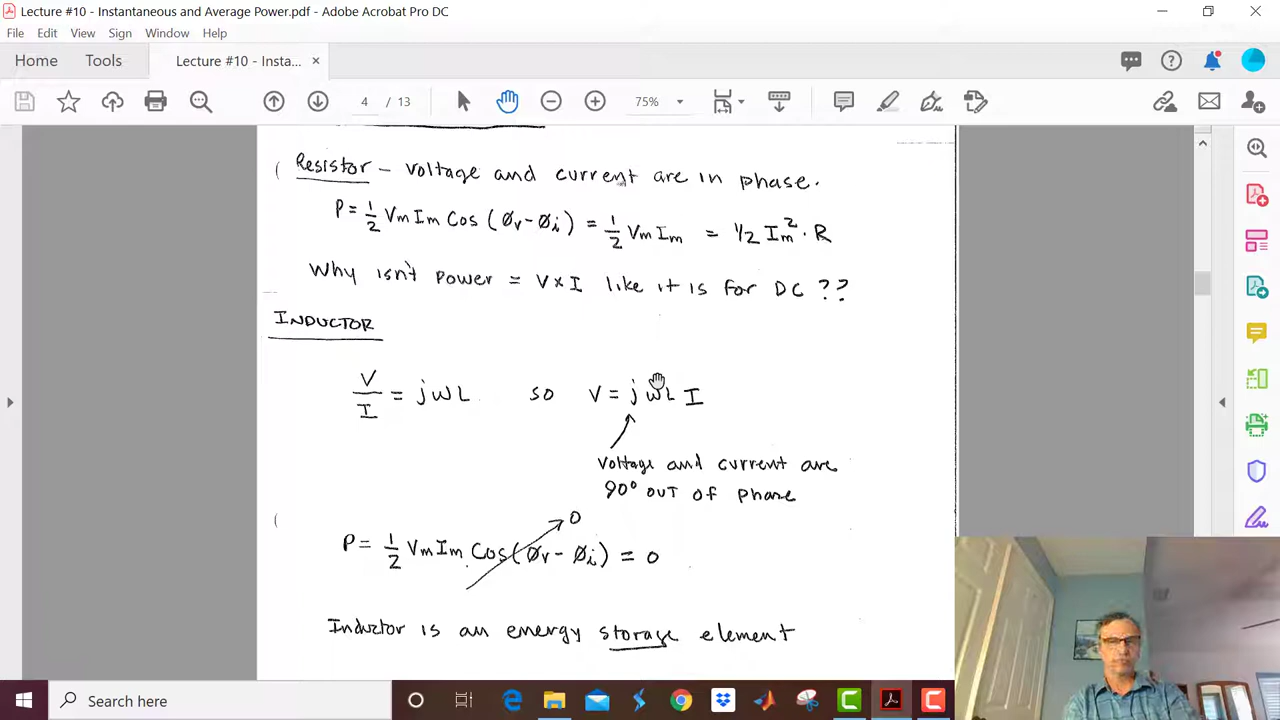 Lecture #10 - Instantaneous and Average Power.pdf - Adobe Acrobat Pro DC
File Edit View Sign Window Help
Home Tools Lecture #10 - Insta... ×
4 / 13 75%
Resistor - voltage and current are in phase.
P = 1/2 Vm Im Cos (Øv - Øi) = 1/2 Vm Im = 1/2 Im² · R
Why isn't power = V × I like it is for DC ??
INDUCTOR
V/I = jωL so V = jωL I
Voltage and current are
90° out of phase
0
P = 1/2 Vm Im Cos(Øv - Øi) = 0
Inductor is an energy storage element
Search here